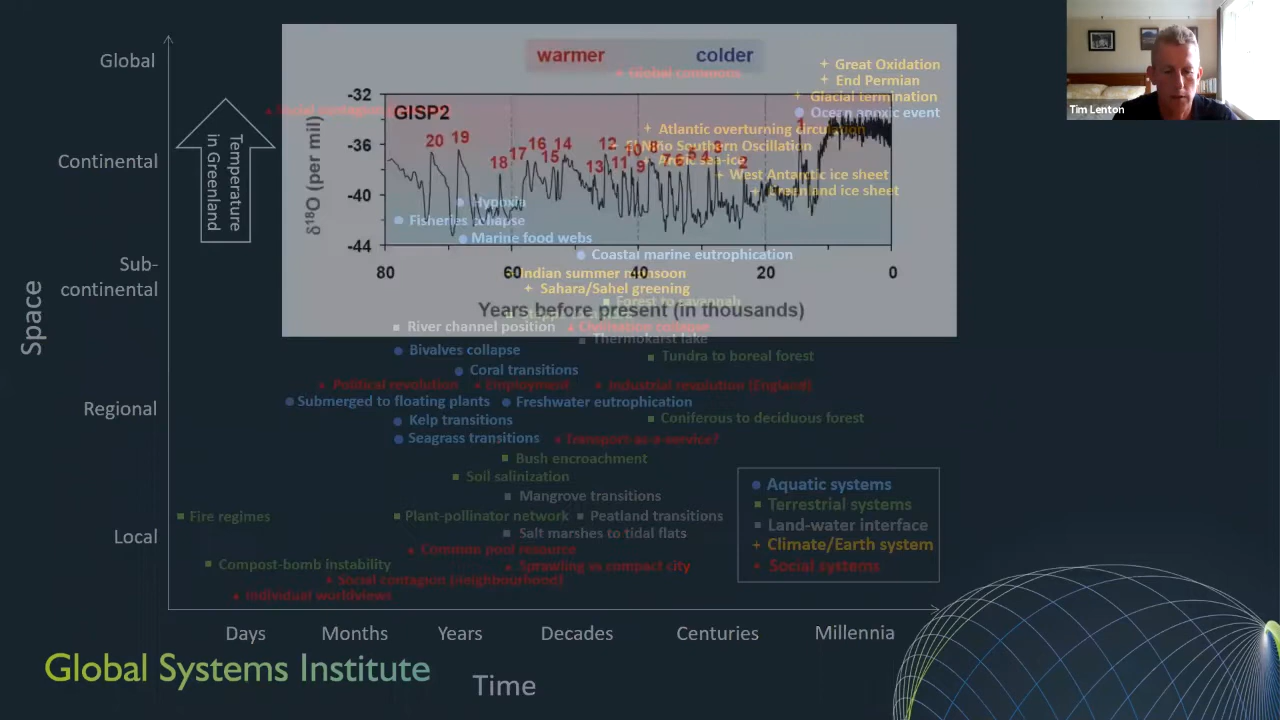 Global
Continental
Sub-
continental
Regional
Local
Space
Temperature
in Greenland
warmer
colder
Global commons
GISP2
δ18O (per mil)
-32
-36
-40
-44
20 19 18 17 16 15 14 13 12 11 10 9 8 7 6 5 4 3 2 1
80 60 40 20 0
Years before present (in thousands)
Great Oxidation
End Permian
Glacial termination
Ocean anoxic event
Atlantic overturning circulation
El Niño Southern Oscillation
Arctic sea-ice
West Antarctic ice sheet
Greenland ice sheet
Hypoxia
Fisheries collapse
Marine food webs
Coastal marine eutrophication
Indian summer monsoon
Sahara/Sahel greening
Forest to savannah
River channel position
Civilisation collapse
Thermokarst lake
Bivalves collapse
Tundra to boreal forest
Coral transitions
Political revolution
Employment
Industrial revolution (England)
Submerged to floating plants
Freshwater eutrophication
Kelp transitions
Coniferous to deciduous forest
Seagrass transitions
Transport-as-a-service?
Bush encroachment
Soil salinization
Mangrove transitions
Fire regimes
Plant-pollinator network
Peatland transitions
Salt marshes to tidal flats
Common pool resource
Compost-bomb instability
Sprawling vs compact city
Social contagion (neighbourhood)
Individual worldviews
Aquatic systems
Terrestrial systems
Land-water interface
Climate/Earth system
Social systems
Days
Months
Years
Decades
Centuries
Millennia
Time
Global Systems Institute
Tim Lenton